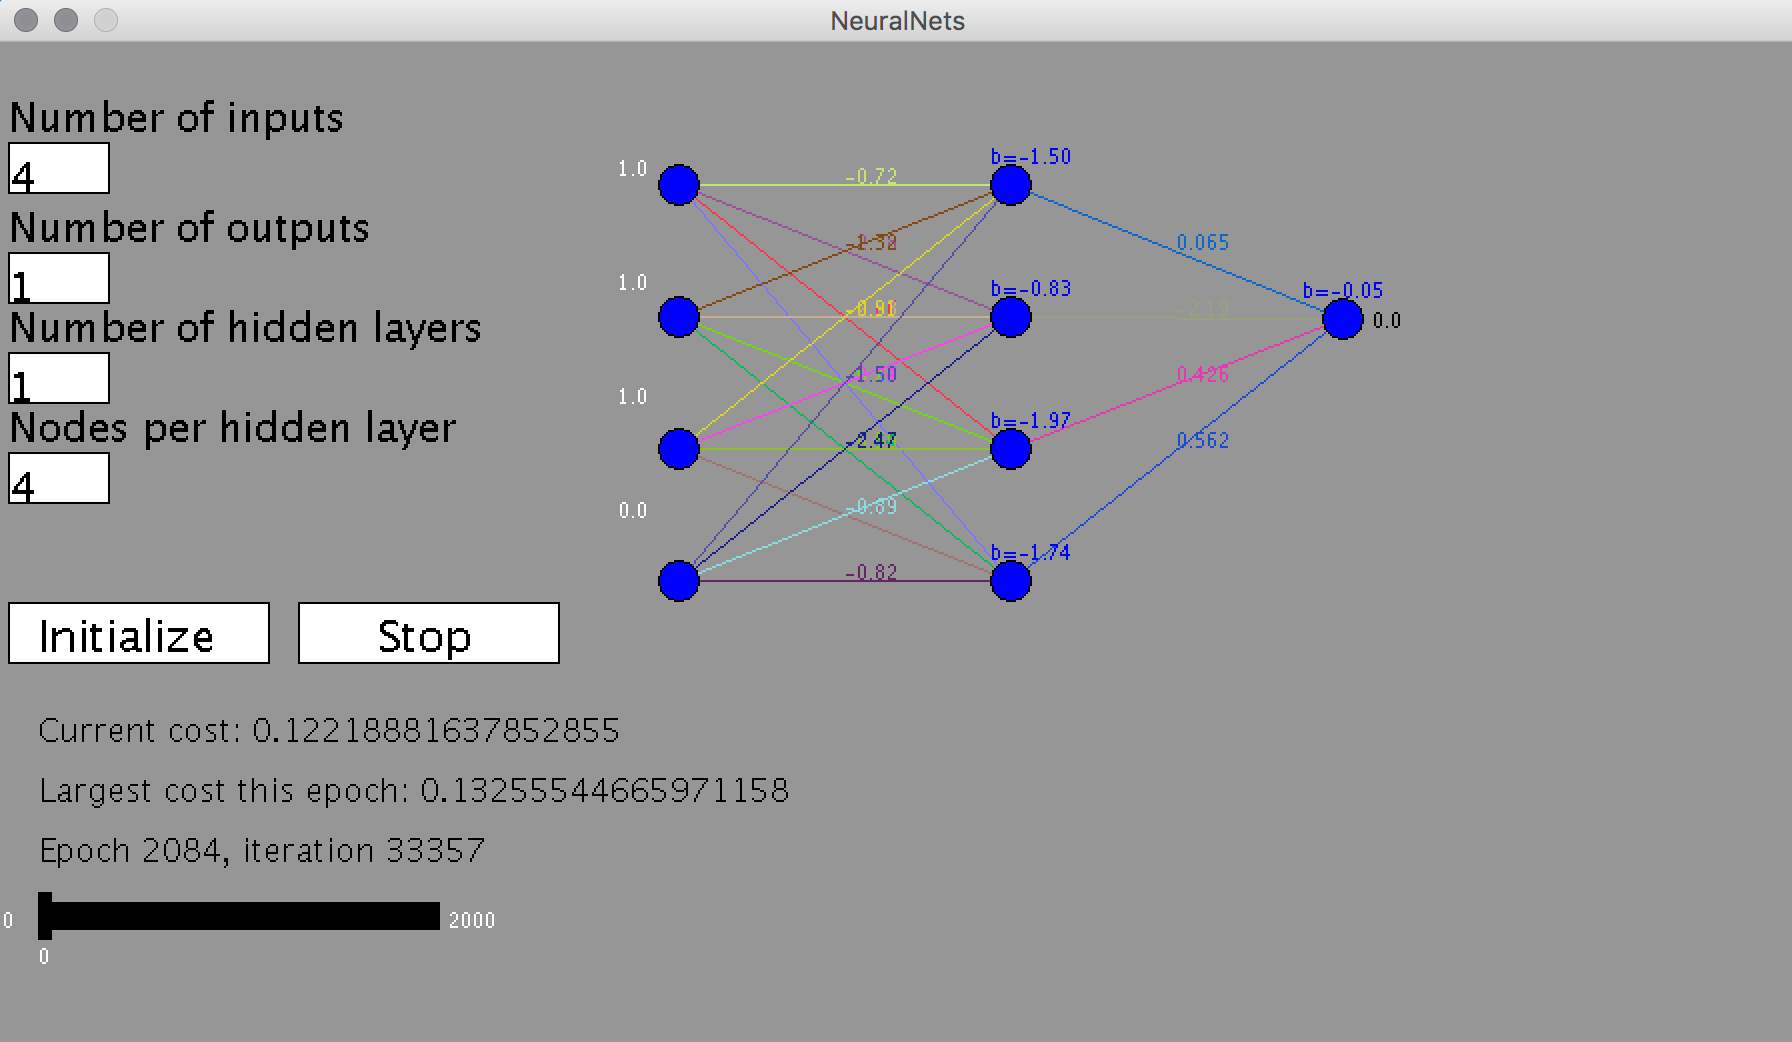 NeuralNets
Number of inputs
4
Number of outputs
1
Number of hidden layers
1
Nodes per hidden layer
4
Initialize
Stop
Current cost: 0.12218881637852855
Largest cost this epoch: 0.13255544665971158
Epoch 2084, iteration 33357
0
2000
0
1.0
1.0
1.0
0.0
-0.72
-0.91
-1.50
-2.47
-0.89
-0.82
b=-1.50
b=-0.83
b=-1.97
b=-1.74
0.065
-2.19
0.426
0.562
b=-0.05
0.0